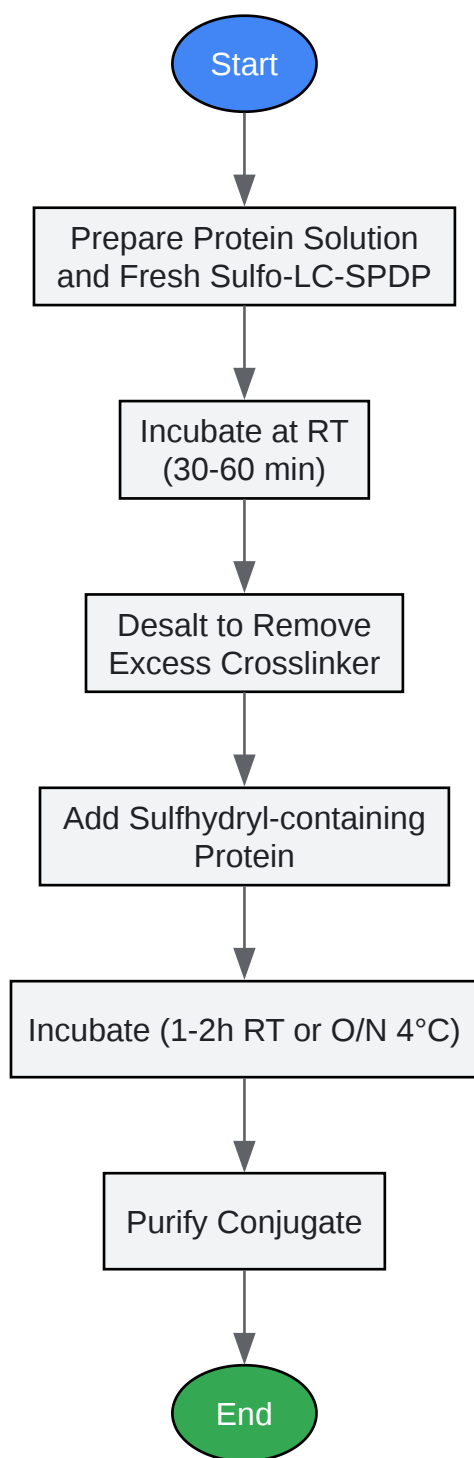 Start
Prepare Protein Solution
and Fresh Sulfo-LC-SPDP
Incubate at RT
(30-60 min)
Desalt to Remove
Excess Crosslinker
Add Sulfhydryl-containing
Protein
Incubate (1-2h RT or O/N 4°C)
Purify Conjugate
End